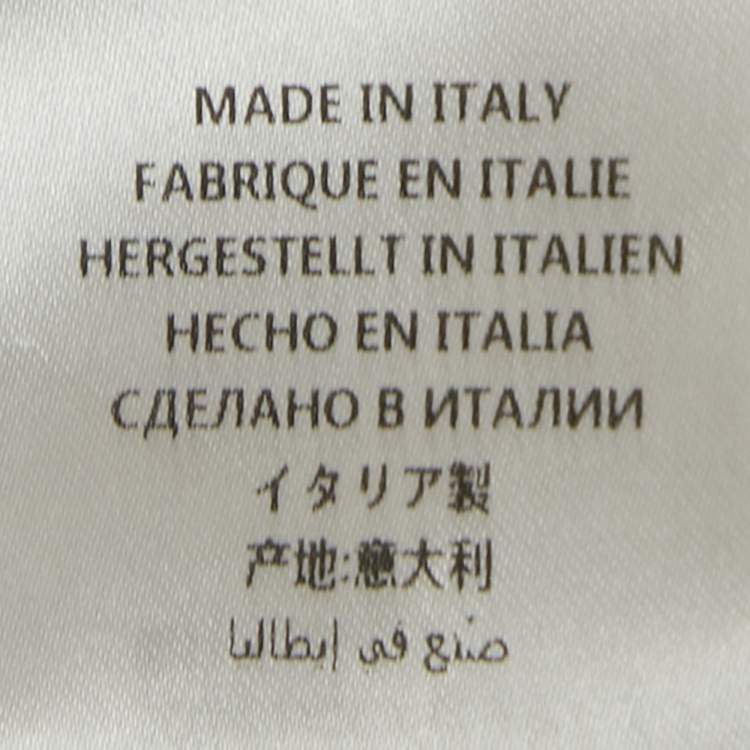 MADE IN ITALY
FABRIQUE EN ITALIE
HERGESTELLT IN ITALIEN
HECHO EN ITALIA
СДЕЛАНО В ИТАЛИИ
イタリア製
产地:意大利
صنع في إيطاليا